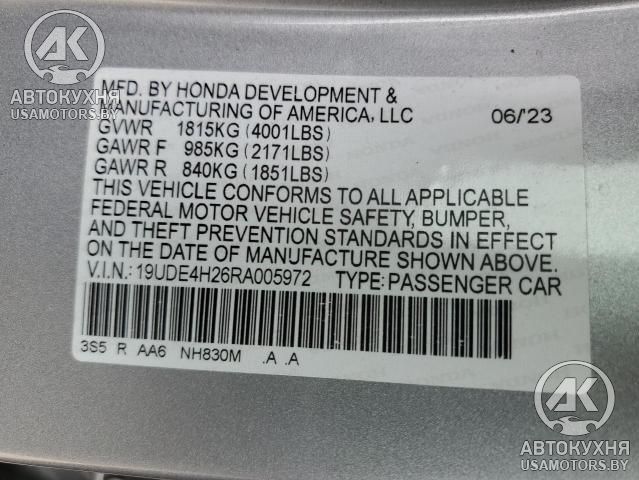 AK
АВТОКУХНЯ
USAMOTORS.BY
MFD. BY HONDA DEVELOPMENT &
MANUFACTURING OF AMERICA, LLC 06/'23
GVWR 1815KG (4001LBS)
GAWR F 985KG (2171LBS)
GAWR R 840KG (1851LBS)
THIS VEHICLE CONFORMS TO ALL APPLICABLE
FEDERAL MOTOR VEHICLE SAFETY, BUMPER,
AND THEFT PREVENTION STANDARDS IN EFFECT
ON THE DATE OF MANUFACTURE SHOWN ABOVE.
V.I.N.: 19UDE4H26RA005972 TYPE: PASSENGER CAR
3S5 R AA6 NH830M .A .A
AK
АВТОКУХНЯ
USAMOTORS.BY